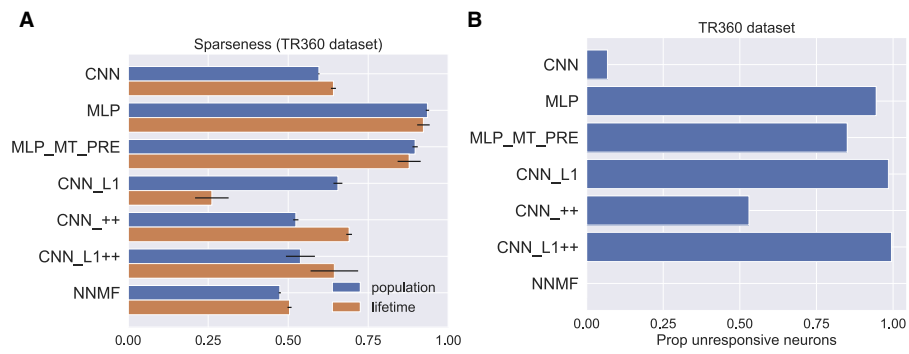 A
Sparseness (TR360 dataset)
CNN
MLP
MLP_MT_PRE
CNN_L1
CNN_++
CNN_L1++
NNMF
population
lifetime
0.00 0.25 0.50 0.75 1.00
B
TR360 dataset
CNN
MLP
MLP_MT_PRE
CNN_L1
CNN_++
CNN_L1++
NNMF
0.00 0.25 0.50 0.75 1.00
Prop unresponsive neurons